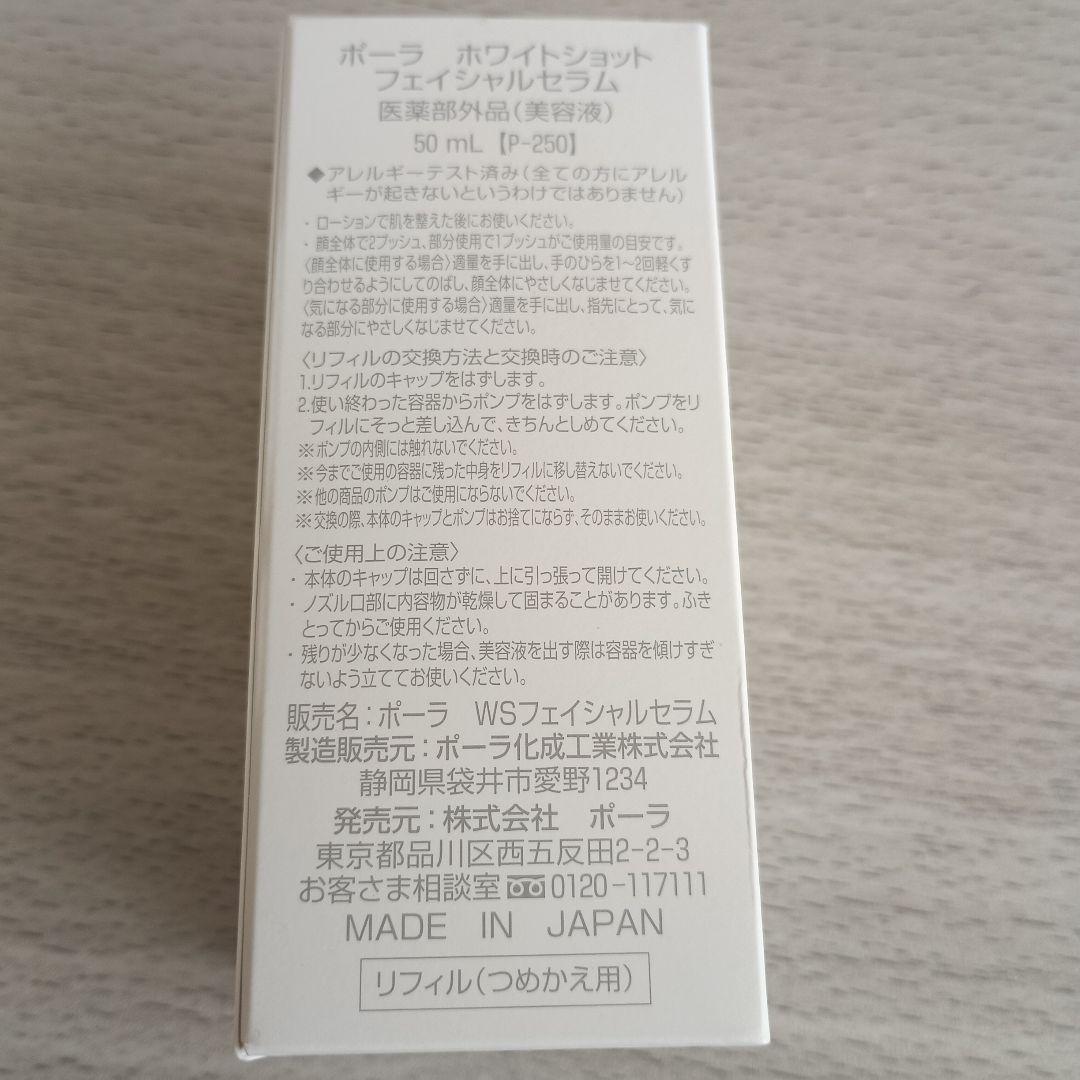 ポーラ　ホワイトショット
フェイシャルセラム
医薬部外品（美容液）
50 mL【P-250】
◆アレルギーテスト済み（全ての方にアレル
ギーが起きないというわけではありません）
・ローションで肌を整えた後にお使いください。
・顔全体で2プッシュ、部分使用で1プッシュがご使用量の目安です。
〈顔全体に使用する場合〉適量を手に出し、手のひらを1〜2回軽くす
り合わせるようにしてのばし、顔全体にやさしくなじませてください。
〈気になる部分に使用する場合〉適量を手に出し、指先にとって、気に
なる部分にやさしくなじませてください。
〈リフィルの交換方法と交換時のご注意〉
1.リフィルのキャップをはずします。
2.使い終わった容器からポンプをはずします。ポンプをリ
フィルにそっと差し込んで、きちんとしめてください。
※ポンプの内側には触れないでください。
※今までご使用の容器に残った中身をリフィルに移し替えないでください。
※他の商品のポンプはご使用にならないでください。
※交換の際、本体のキャップとポンプはお捨てにならず、そのままお使いください。
〈ご使用上の注意〉
・本体のキャップは回さずに、上に引っ張って開けてください。
・ノズル口部に内容物が乾燥して固まることがあります。ふき
とってからご使用ください。
・残りが少なくなった場合、美容液を出す際は容器を傾けすぎ
ないよう立ててお使いください。
販売名：ポーラ　WSフェイシャルセラム
製造販売元：ポーラ化成工業株式会社
静岡県袋井市愛野1234
発売元：株式会社　ポーラ
東京都品川区西五反田2-2-3
お客さま相談室 0120-117111
MADE IN JAPAN
リフィル（つめかえ用）